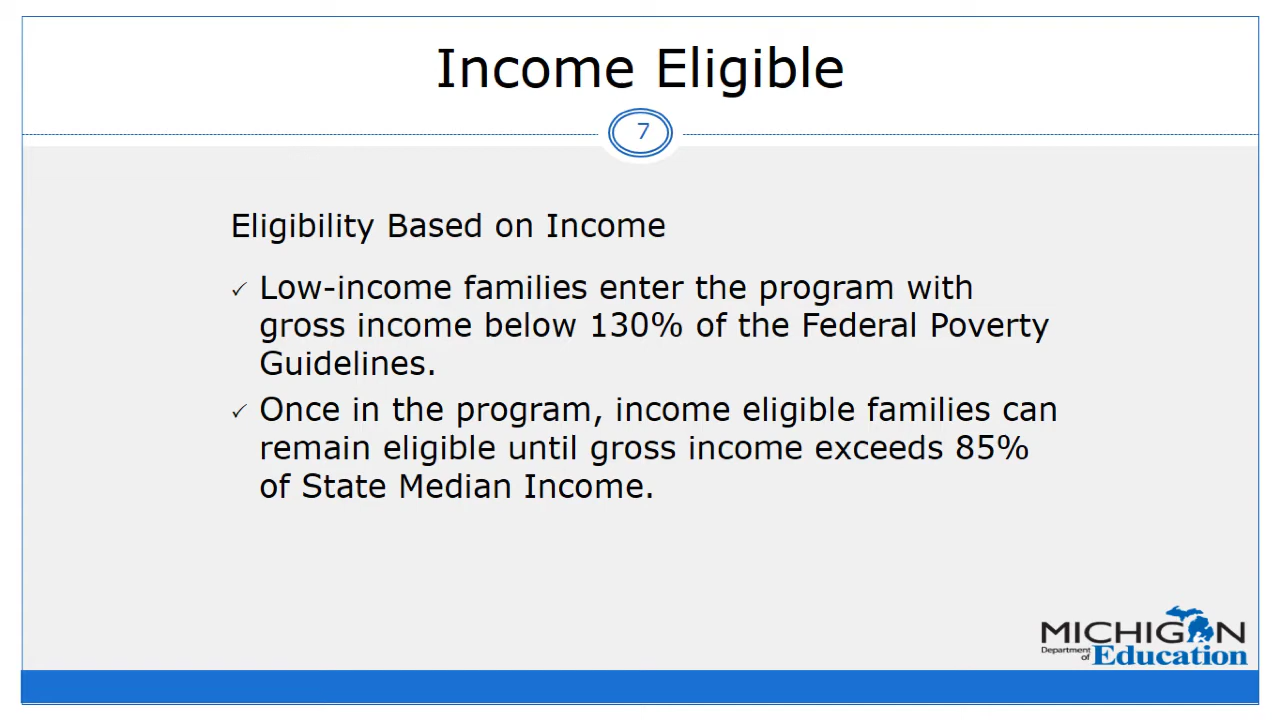 Income Eligible
7
Eligibility Based on Income
✓ Low-income families enter the program with
gross income below 130% of the Federal Poverty
Guidelines.
✓ Once in the program, income eligible families can
remain eligible until gross income exceeds 85%
of State Median Income.
MICHIGAN
Department of Education